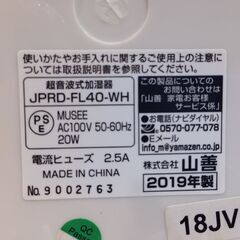 使いかたやお手入れに関するご使用上の注意に
ついては取扱説明書を参照してください。
超音波式加湿器
JPRD-FL40-WH
PSE
MUSEE
AC100V 50-60Hz
20W
電流ヒューズ 2.5A
MADE IN CHINA
No. 9002763
■製品についての
お問い合わせは
「山善 家電お客様
サービス係」
■お電話(ナビダイヤル)
0570-077-078
■Eメール
h-m@yamazen.co.jp
株式会社 山善
2019年製
QC
18JV